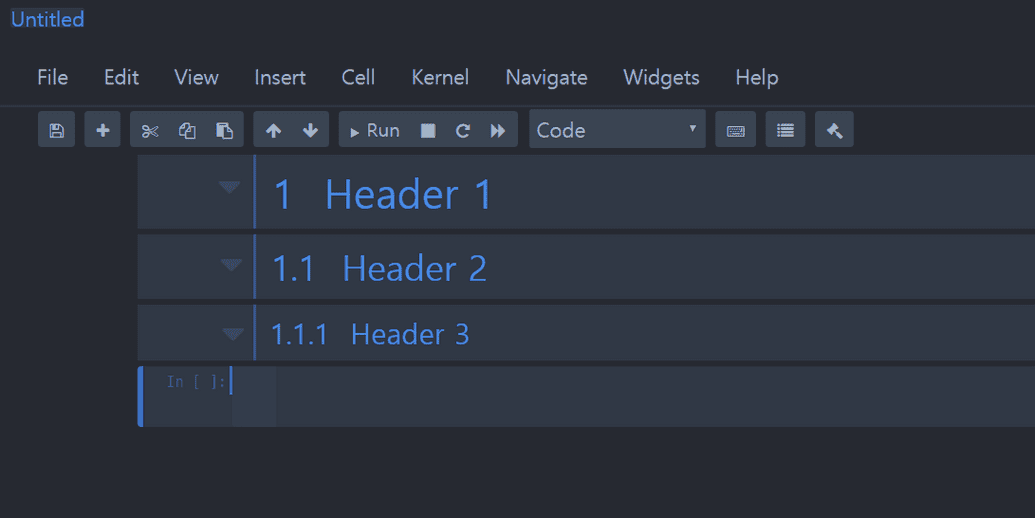 Untitled
File Edit View Insert Cell Kernel Navigate Widgets Help
Run Code
1 Header 1
1.1 Header 2
1.1.1 Header 3
In [ ]: